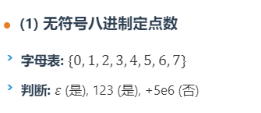 (1) 无符号八进制定点数
字母表: {0, 1, 2, 3, 4, 5, 6, 7}
判断: ε (是), 123 (是), +5e6 (否)